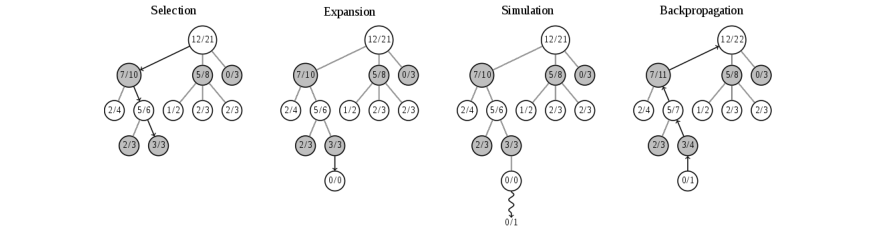 Selection Expansion Simulation Backpropagation
12/21 12/21 12/21 12/22
7/10 5/8 0/3 7/10 5/8 0/3 7/10 5/8 0/3 7/11 5/8 0/3
2/4 5/6 1/2 2/3 2/3 2/4 5/6 1/2 2/3 2/3 2/4 5/6 1/2 2/3 2/3 2/4 5/7 1/2 2/3 2/3
2/3 3/3 2/3 3/3 2/3 3/3 2/3 3/4
0/0 0/0 0/1
0/1